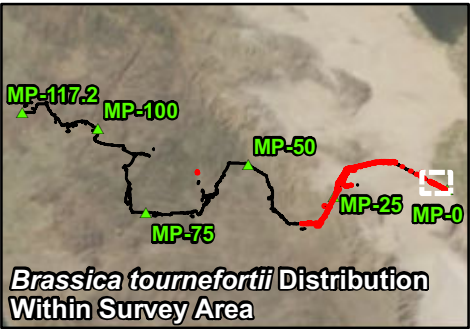 MP-117.2
MP-100
MP-50
MP-25
MP-0
MP-75
Brassica tournefortii Distribution
Within Survey Area